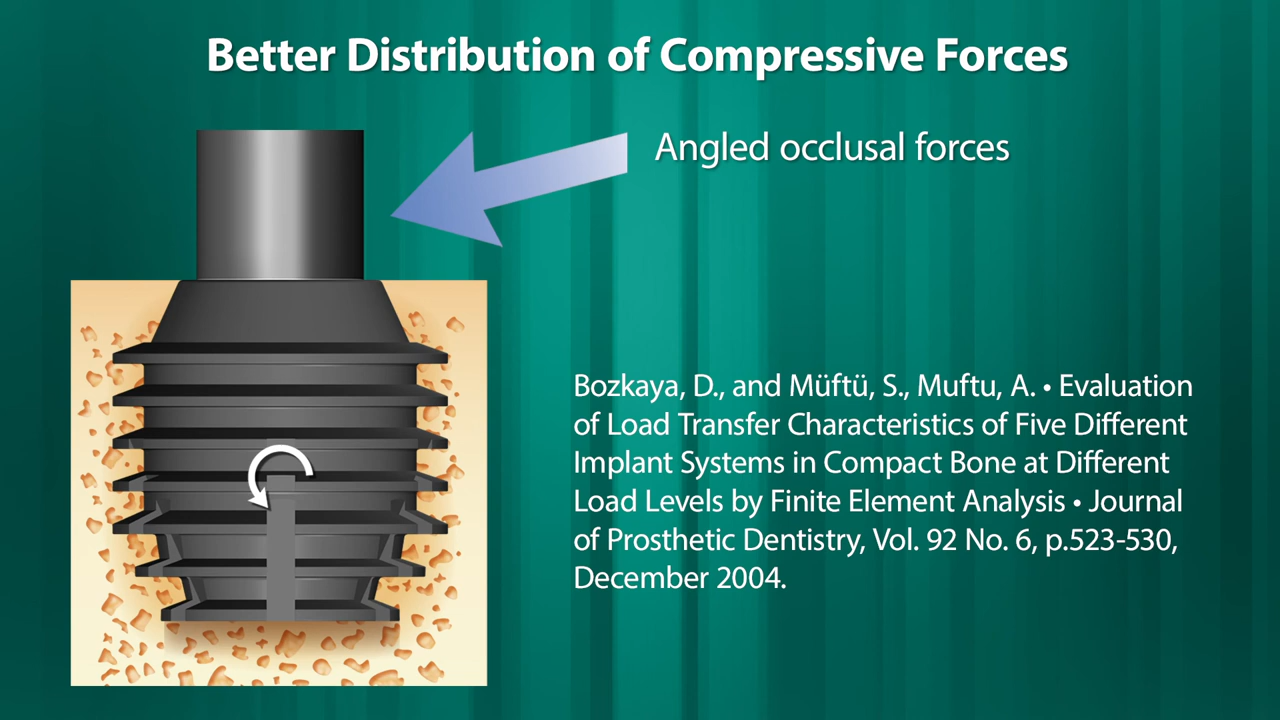 Better Distribution of Compressive Forces
Angled occlusal forces
Bozkaya, D., and Müftü, S., Muftu, A. • Evaluation
of Load Transfer Characteristics of Five Different
Implant Systems in Compact Bone at Different
Load Levels by Finite Element Analysis • Journal
of Prosthetic Dentistry, Vol. 92 No. 6, p.523-530,
December 2004.